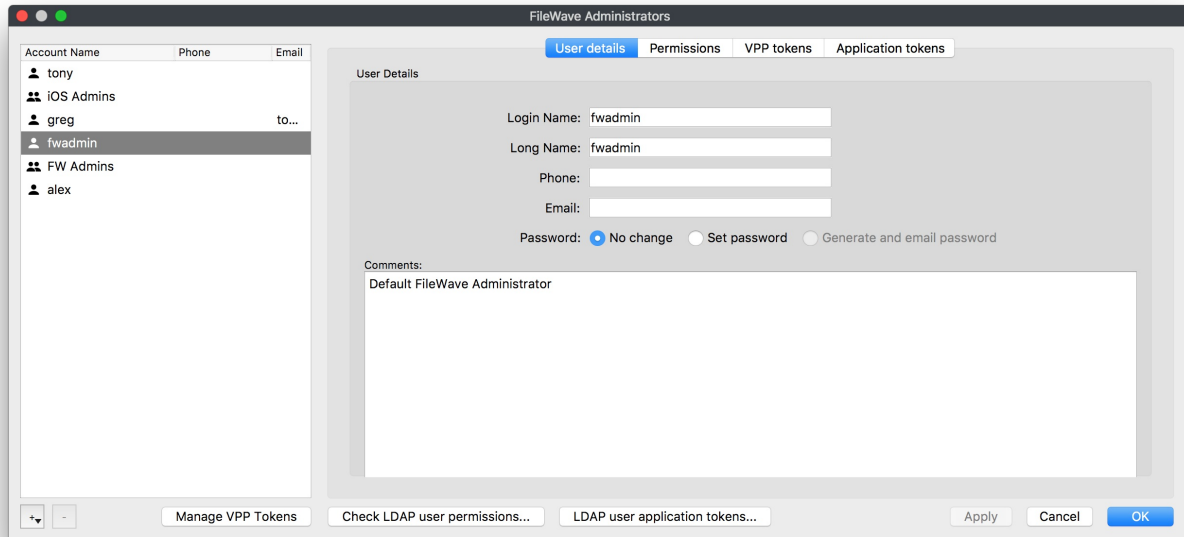 FileWave Administrators
Account Name Phone Email
tony
iOS Admins
greg to...
fwadmin
FW Admins
alex
+ -
Manage VPP Tokens
User details Permissions VPP tokens Application tokens
User Details
Login Name: fwadmin
Long Name: fwadmin
Phone:
Email:
Password: No change Set password Generate and email password
Comments:
Default FileWave Administrator
Check LDAP user permissions... LDAP user application tokens... Apply Cancel OK